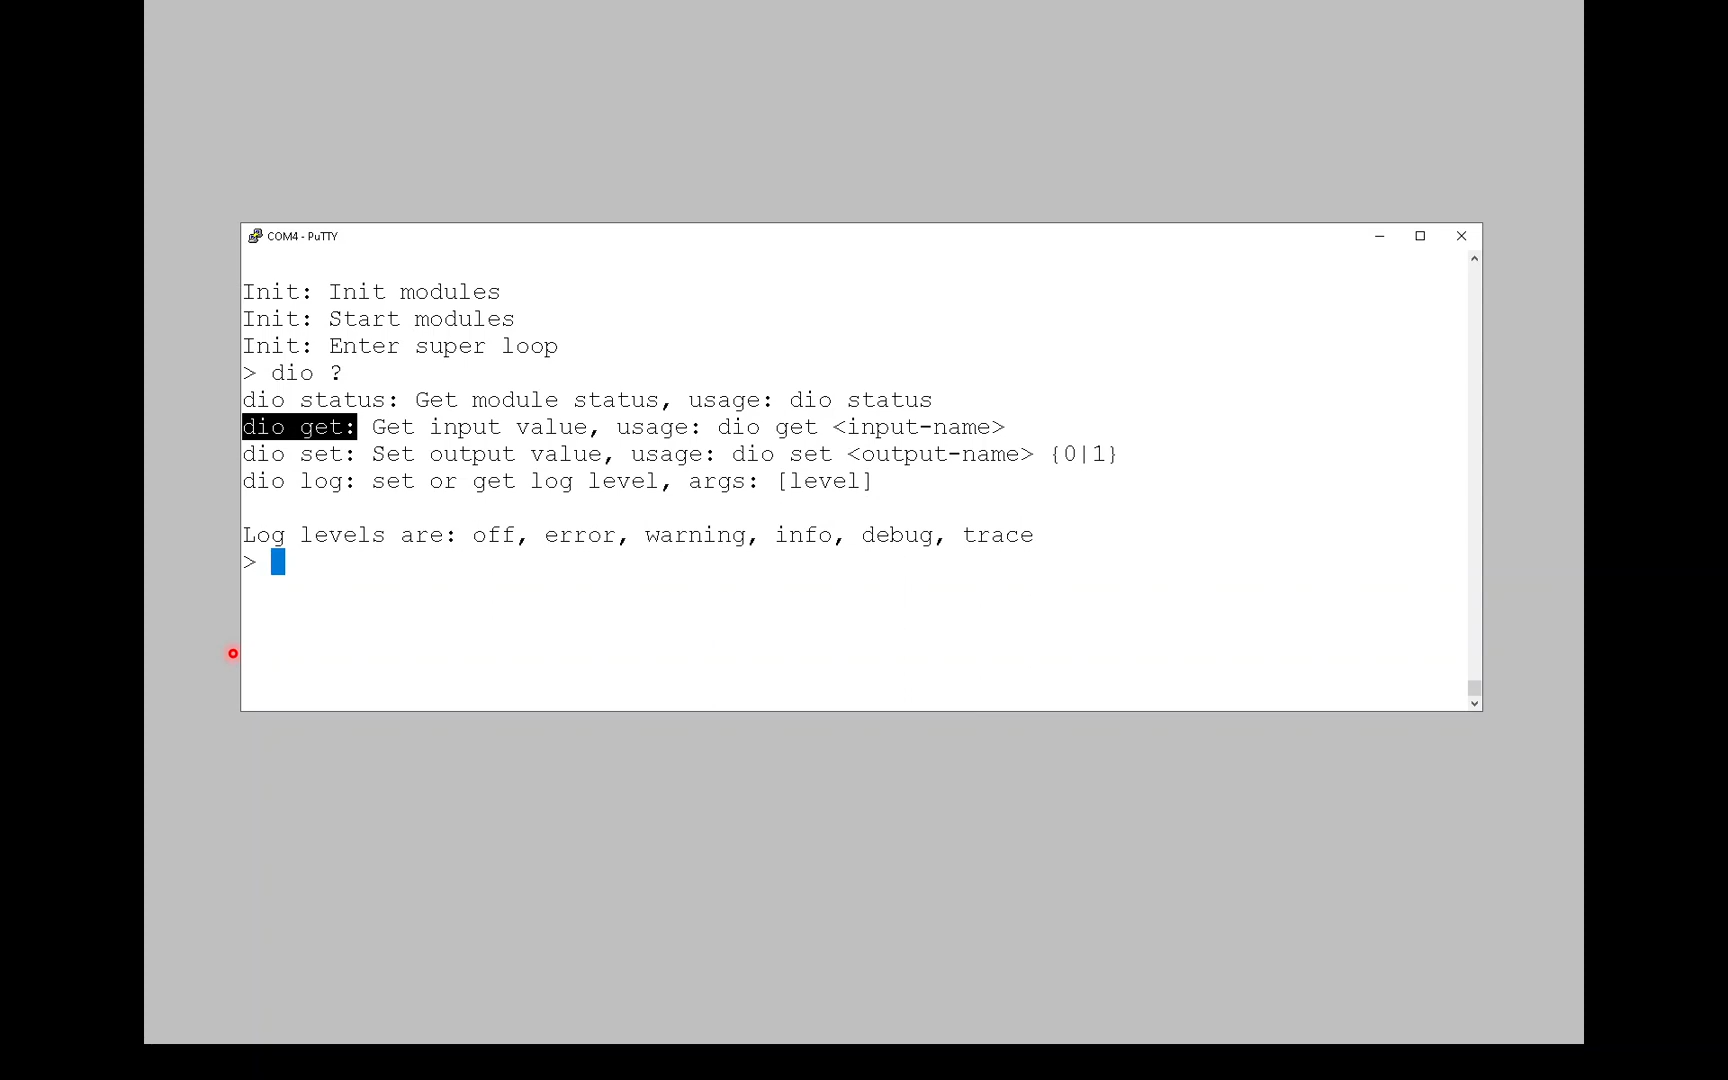 COM4 - PuTTY
Init: Init modules
Init: Start modules
Init: Enter super loop
> dio ?
dio status: Get module status, usage: dio status
dio get: Get input value, usage: dio get <input-name>
dio set: Set output value, usage: dio set <output-name> {0|1}
dio log: set or get log level, args: [level]
Log levels are: off, error, warning, info, debug, trace
>